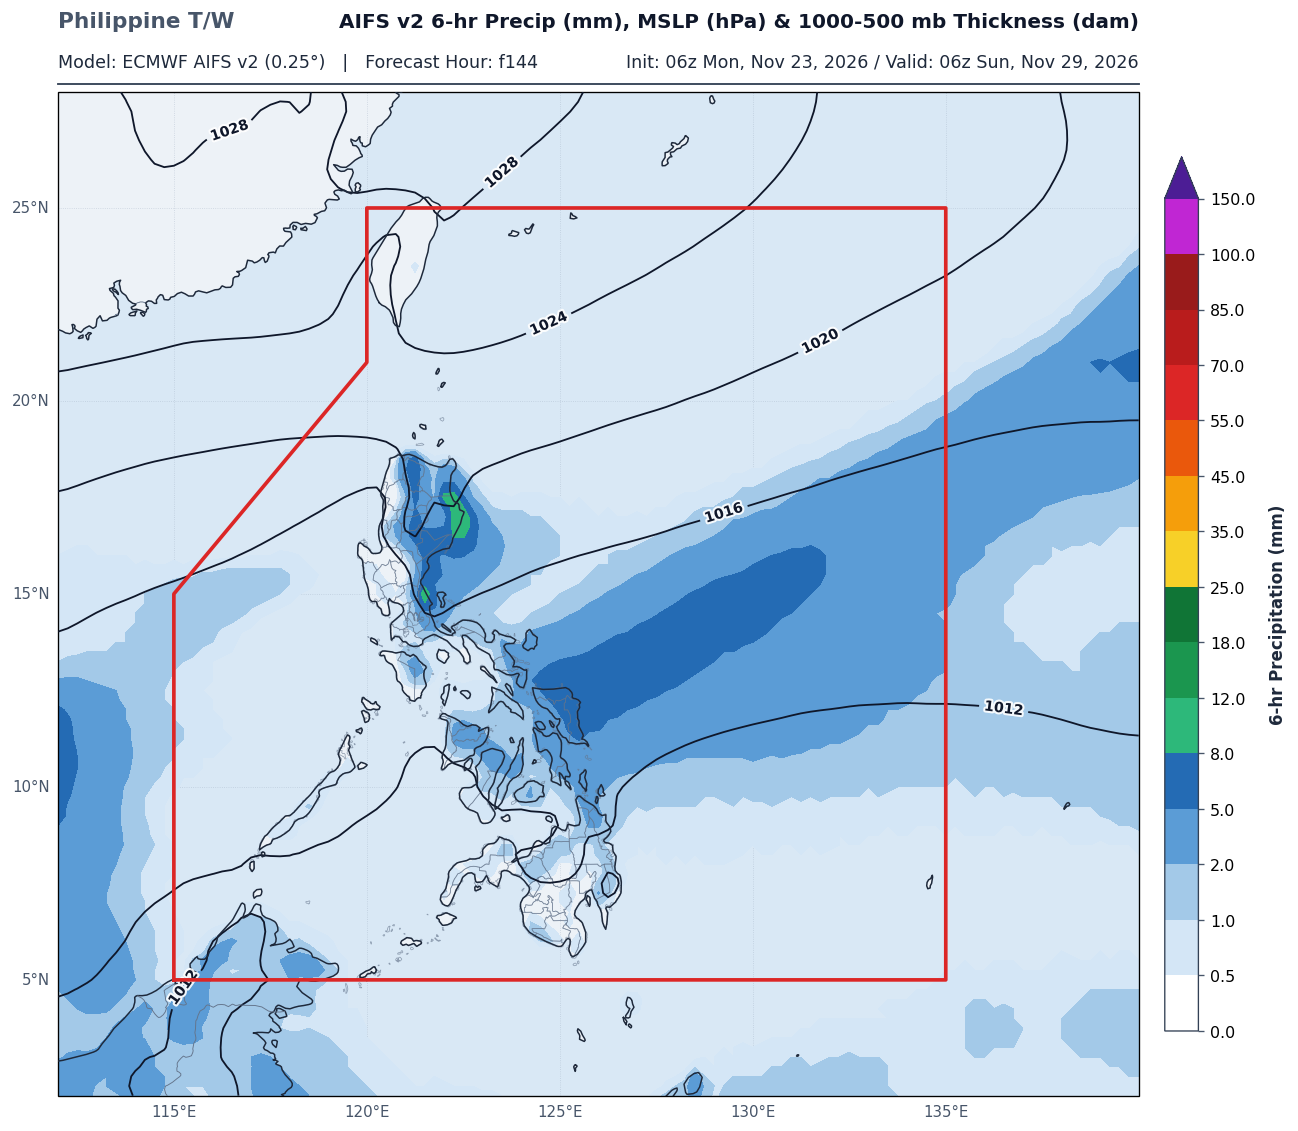 Philippine T/W
AIFS v2 6-hr Precip (mm), MSLP (hPa) & 1000-500 mb Thickness (dam)
Model: ECMWF AIFS v2 (0.25°) | Forecast Hour: f144
Init: 06z Mon, Nov 23, 2026 / Valid: 06z Sun, Nov 29, 2026
1028
1028
1024
1020
1016
1012
1012
25°N
20°N
15°N
10°N
5°N
115°E
120°E
125°E
130°E
135°E
150.0
100.0
85.0
70.0
55.0
45.0
35.0
25.0
18.0
12.0
8.0
5.0
2.0
1.0
0.5
0.0
6-hr Precipitation (mm)